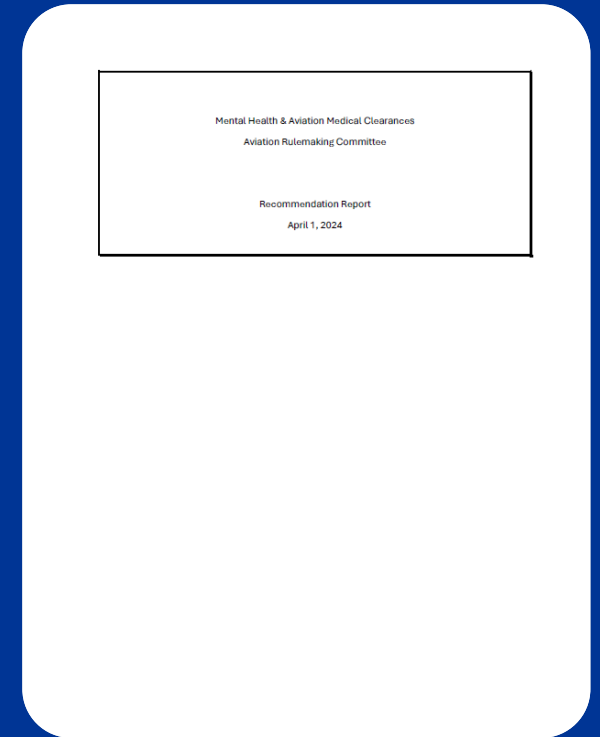 Mental Health & Aviation Medical Clearances
Aviation Rulemaking Committee
Recommendation Report
April 1, 2024